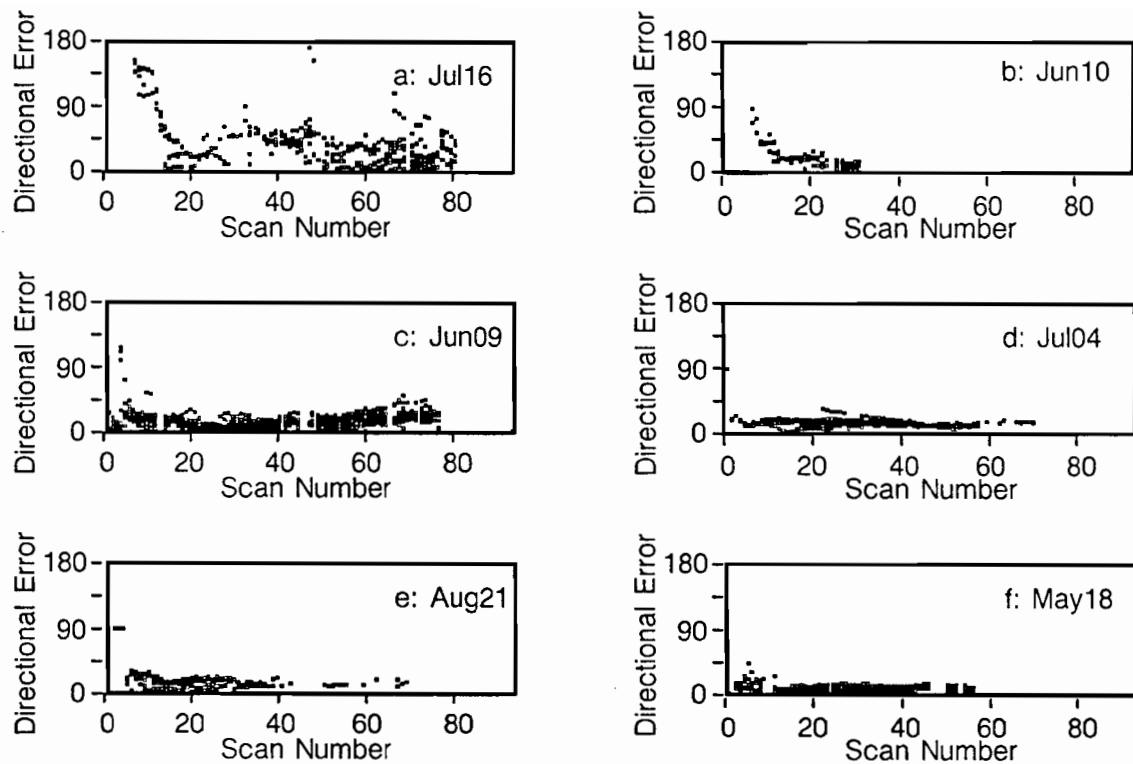 180
90
0
Directional Error
a: Jul16
0 20 40 60 80
Scan Number
180
90
0
Directional Error
b: Jun10
0 20 40 60 80
Scan Number
180
90
0
Directional Error
c: Jun09
0 20 40 60 80
Scan Number
180
90
0
Directional Error
d: Jul04
0 20 40 60 80
Scan Number
180
90
0
Directional Error
e: Aug21
0 20 40 60 80
Scan Number
180
90
0
Directional Error
f: May18
0 20 40 60 80
Scan Number